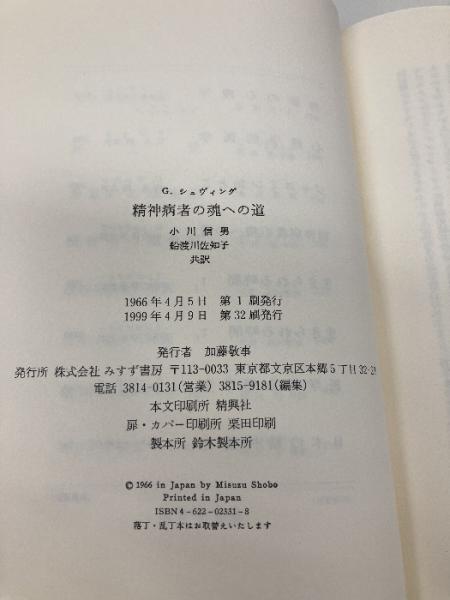 G. シュヴィング
精神病者の魂への道
小川信男
船渡川佐知子
共訳
1966年4月5日 第1刷発行
1999年4月9日 第32刷発行
発行者 加藤敬事
発行所 株式会社 みすず書房 〒113-0033 東京都文京区本郷5丁目32-21
電話 3814-0131(営業) 3815-9181(編集)
本文印刷所 精興社
扉・カバー印刷所 栗田印刷
製本所 鈴木製本所
© 1966 in Japan by Misuzu Shobo
Printed in Japan
ISBN 4-622-02331-8
落丁・乱丁本はお取替えいたします